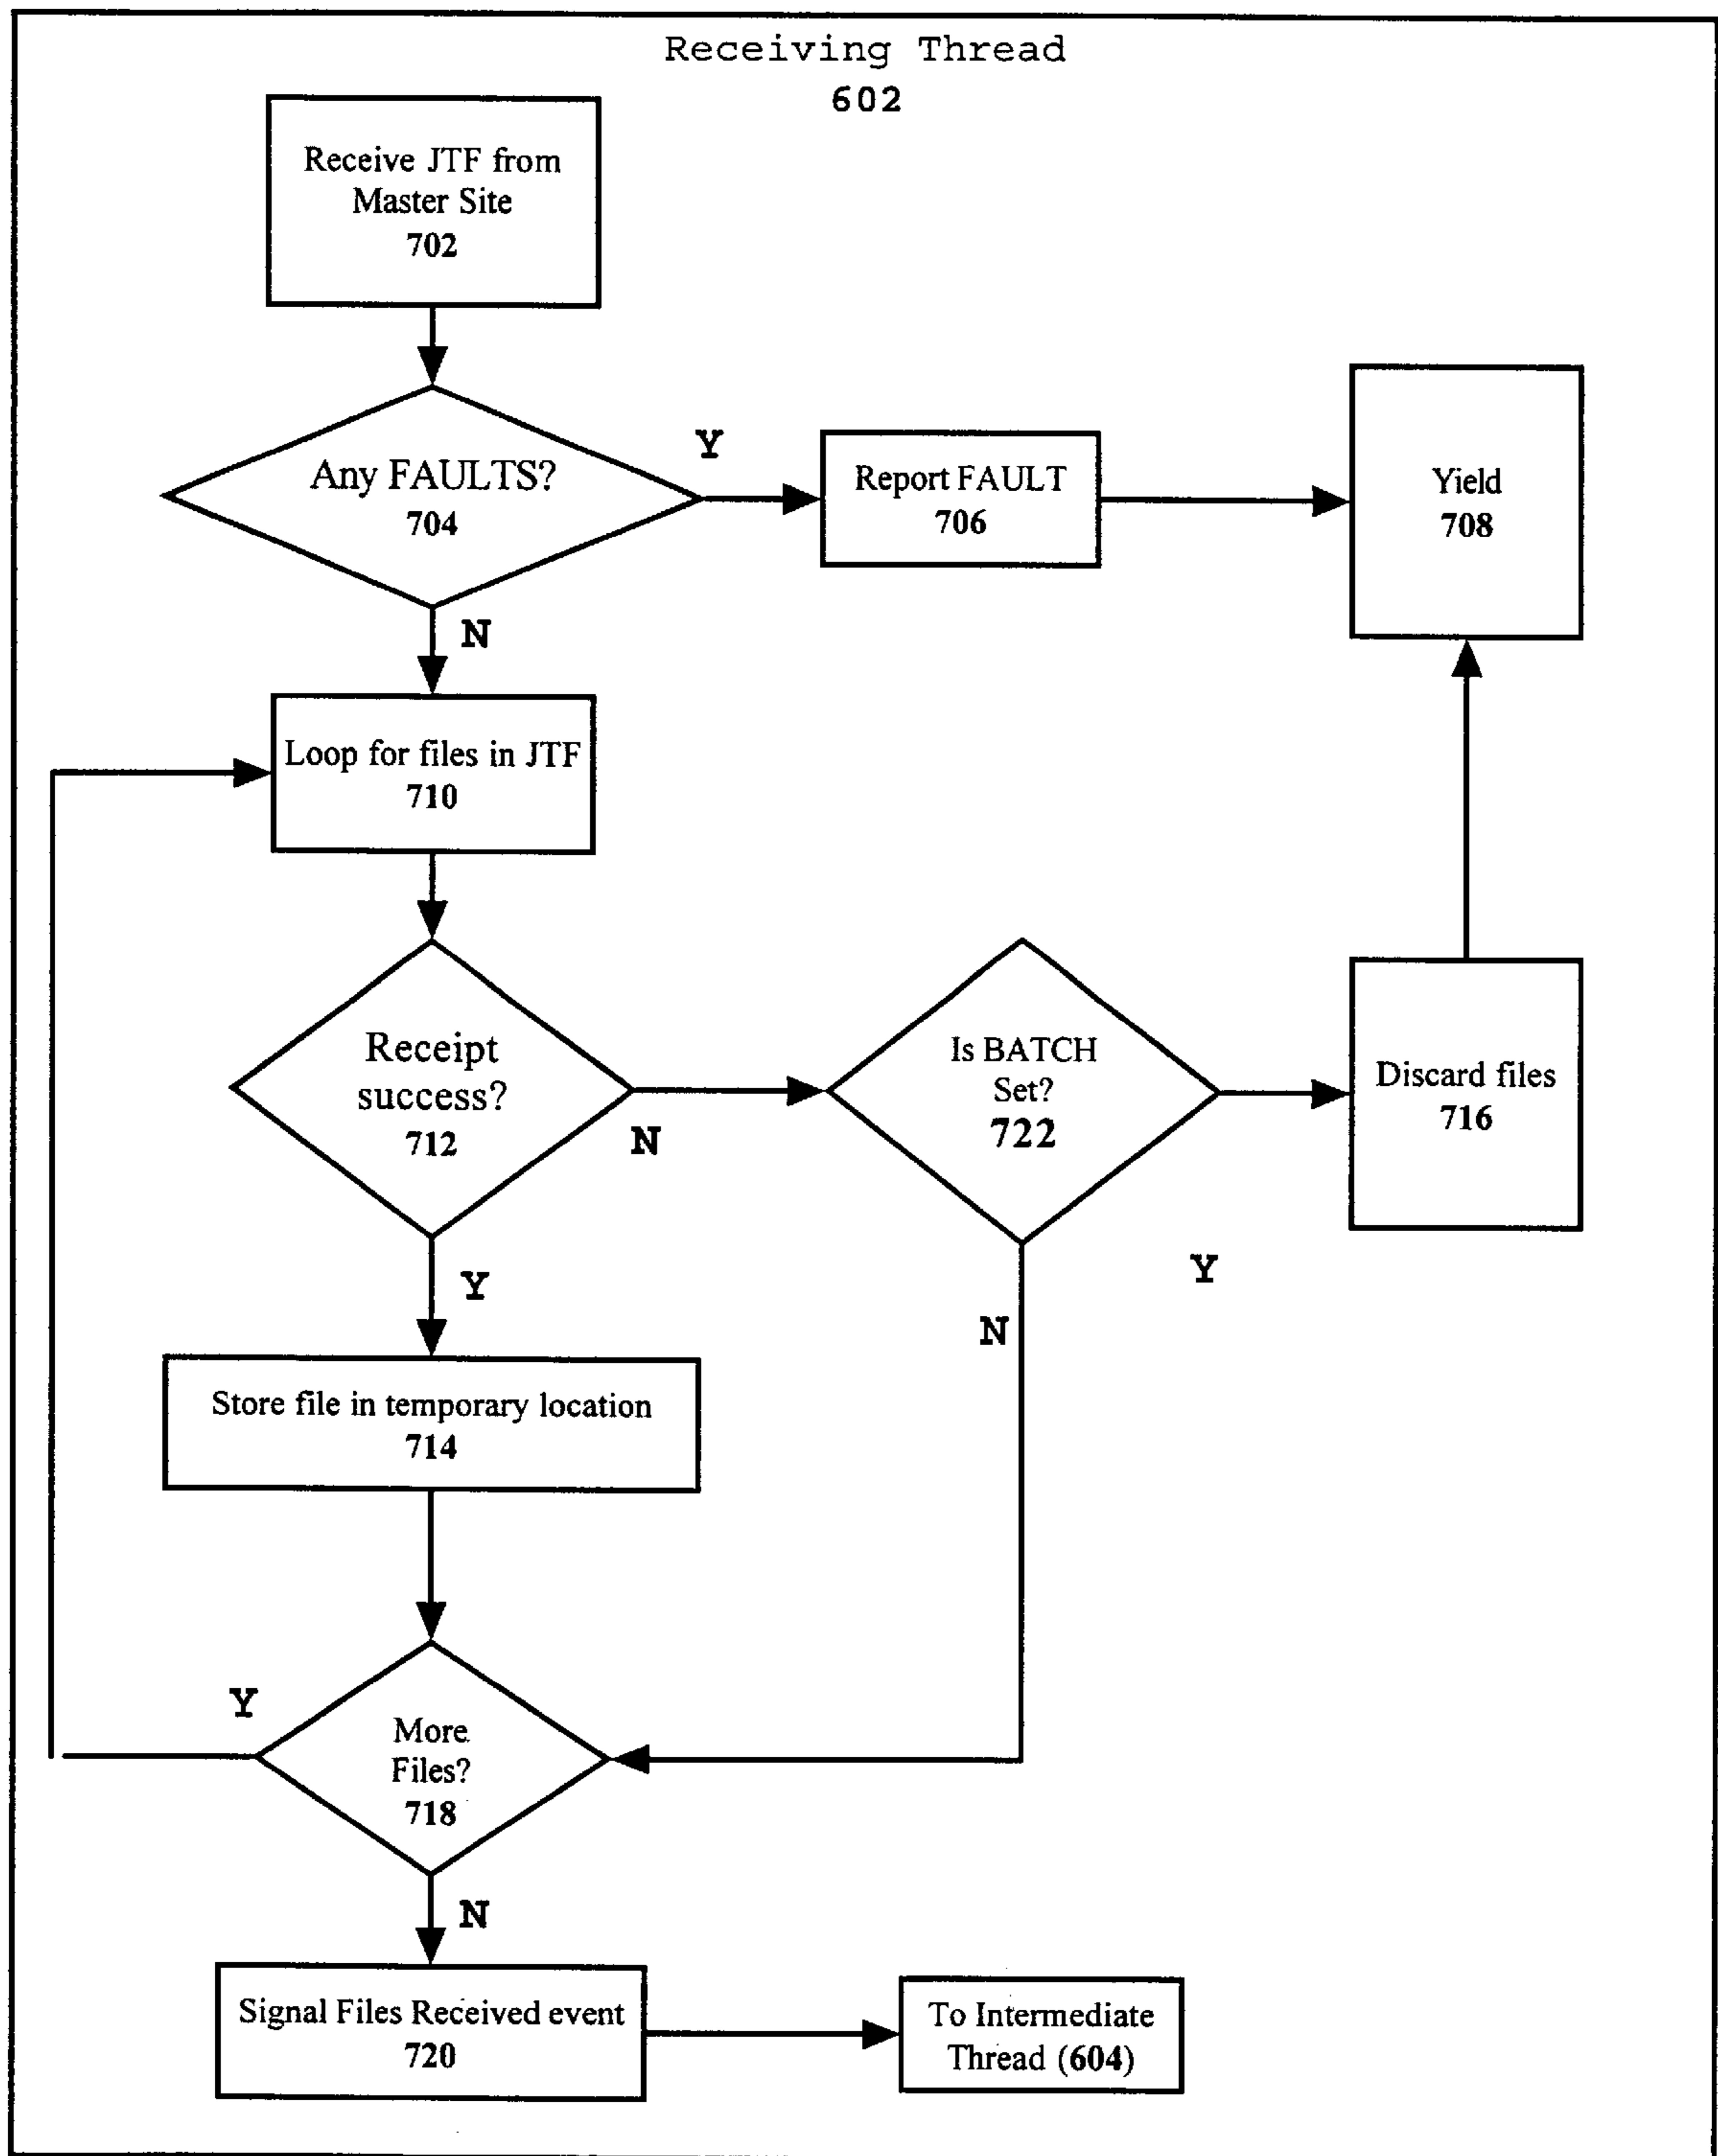 Receiving Thread
602
Receive JTF from
Master Site
702
Any FAULTS?
704
Y
Report FAULT
706
Yield
708
N
Loop for files in JTF
710
Receipt
success?
712
N
Is BATCH
Set?
722
Discard files
716
Y
Y
N
Store file in temporary location
714
Y
More
Files?
718
N
Signal Files Received event
720
To Intermediate
Thread (604)